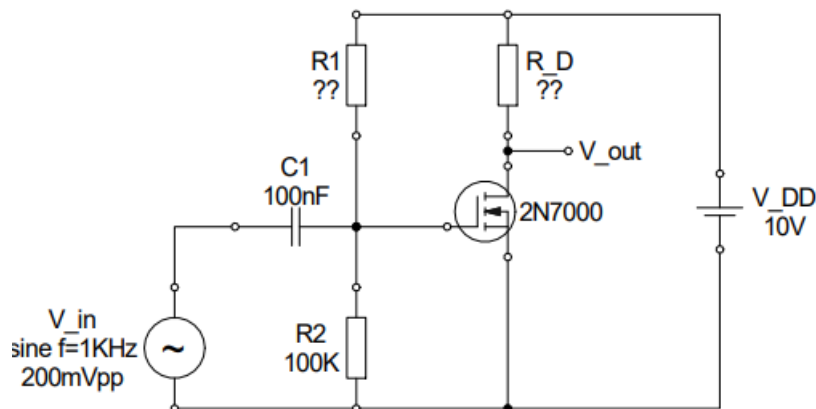 R1
??
R_D
??
V_out
C1
100nF
2N7000
V_DD
10V
V_in
sine f=1KHz
200mVpp
~
R2
100K